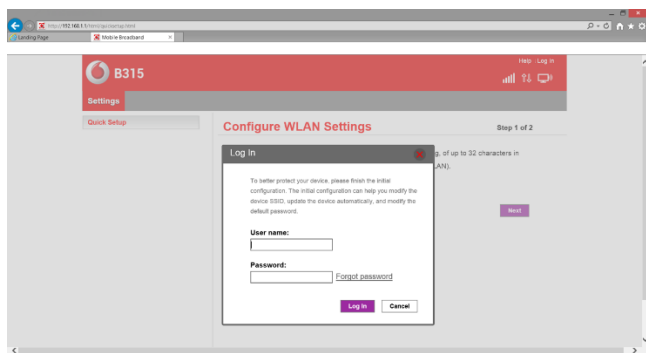 http://192.168.1.1/html/quicksetup.html
Landing Page
Mobile Broadband
Help
Log In
B315
Settings
Quick Setup
Configure WLAN Settings
Step 1 of 2
g, of up to 32 characters in
.AN).
Next
Log In
To better protect your device, please finish the initial
configuration. The initial configuration can help you modify the
device SSID, update the device automatically, and modify the
default password.
User name:
Password:
Forgot password
Log In
Cancel